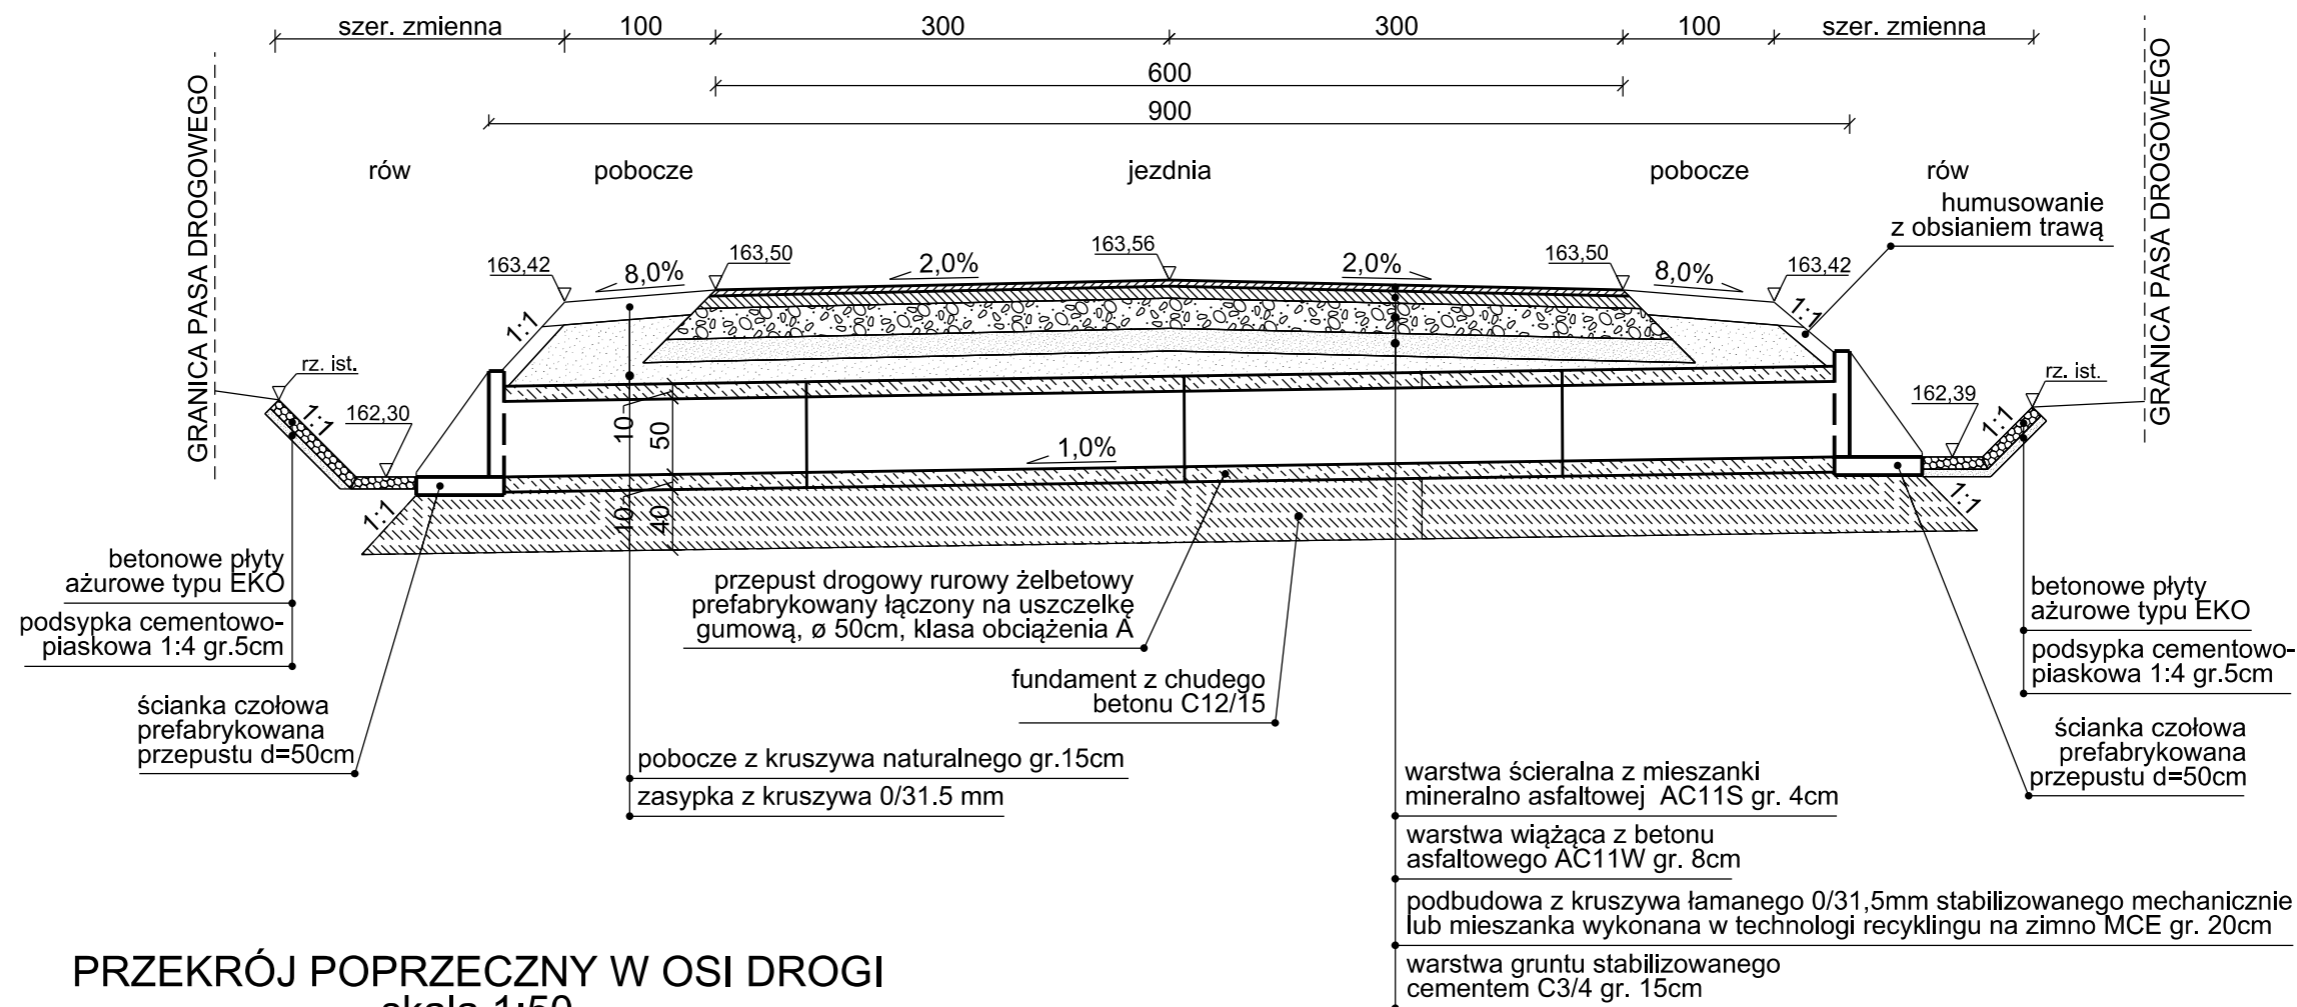 szer. zmienna 100 300 300 100 szer. zmienna
600
900
GRANICA PASA DROGOWEGO
GRANICA PASA DROGOWEGO
rów pobocze jezdnia pobocze rów
humusowanie
z obsianiem trawą
163,42 8,0% 163,50 2,0% 163,56 2,0% 163,50 8,0% 163,42
1:1
1:1
rz. ist.
1:1
162,30
rz. ist.
1:1
162,39
10
50
1,0%
10
40
1:1
1:1
betonowe płyty
ażurowe typu EKO
podsypka cementowo-
piaskowa 1:4 gr.5cm
ścianka czołowa
prefabrykowana
przepustu d=50cm
przepust drogowy rurowy żelbetowy
prefabrykowany łączony na uszczelkę
gumową, ø 50cm, klasa obciążenia A
fundament z chudego
betonu C12/15
pobocze z kruszywa naturalnego gr.15cm
zasypka z kruszywa 0/31.5 mm
betonowe płyty
ażurowe typu EKO
podsypka cementowo-
piaskowa 1:4 gr.5cm
ścianka czołowa
prefabrykowana
przepustu d=50cm
warstwa ścieralna z mieszanki
mineralno asfaltowej AC11S gr. 4cm
warstwa wiążąca z betonu
asfaltowego AC11W gr. 8cm
podbudowa z kruszywa łamanego 0/31,5mm stabilizowanego mechanicznie
lub mieszanka wykonana w technologi recyklingu na zimno MCE gr. 20cm
warstwa gruntu stabilizowanego
cementem C3/4 gr. 15cm
PRZEKRÓJ POPRZECZNY W OSI DROGI
skala 1:50